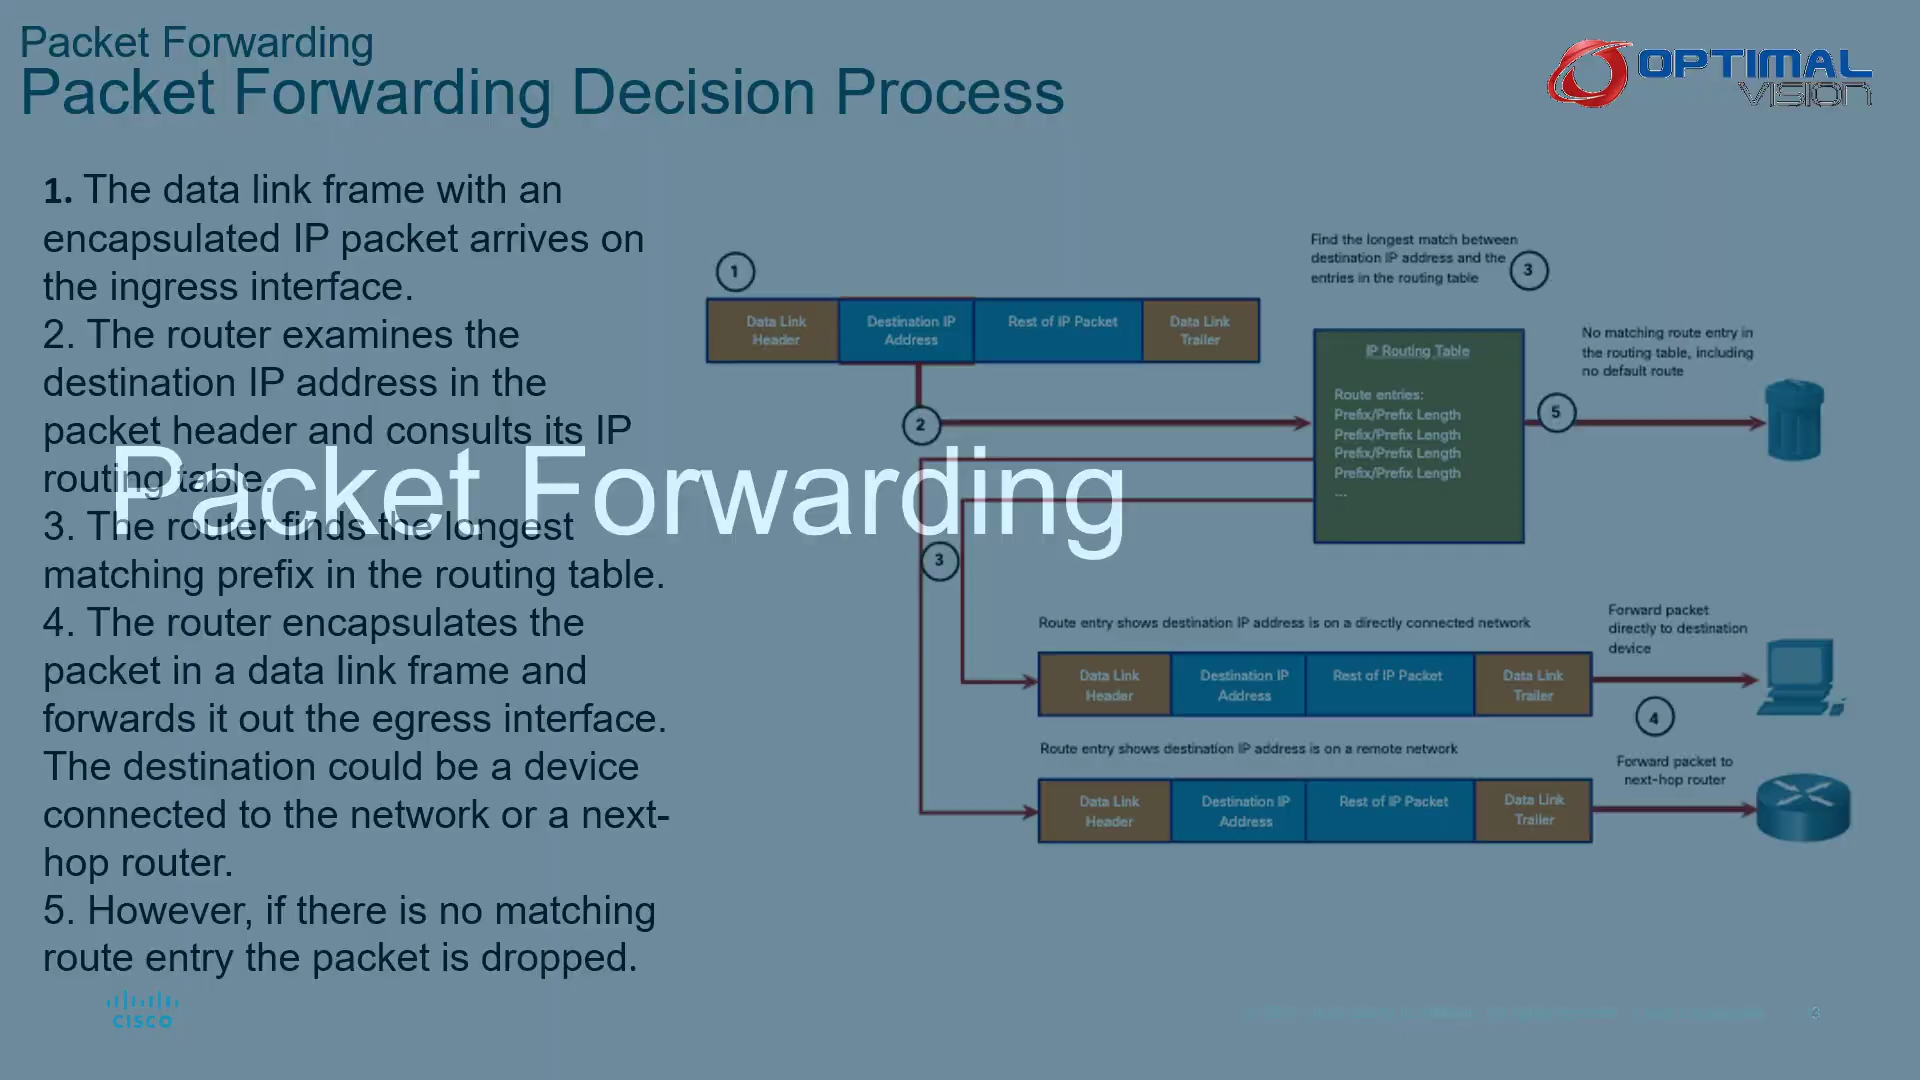 Packet Forwarding
Packet Forwarding Decision Process
OPTIMAL
VISION
1. The data link frame with an
encapsulated IP packet arrives on
the ingress interface.
2. The router examines the
destination IP address in the
packet header and consults its IP
routing table.
3. The router finds the longest
matching prefix in the routing table.
4. The router encapsulates the
packet in a data link frame and
forwards it out the egress interface.
The destination could be a device
connected to the network or a next-
hop router.
5. However, if there is no matching
route entry the packet is dropped.
Packet Forwarding
1
Data Link
Header
Destination IP
Address
Rest of IP Packet
Data Link
Trailer
2
Find the longest match between
destination IP address and the
entries in the routing table
3
IP Routing Table
Route entries:
Prefix/Prefix Length
Prefix/Prefix Length
Prefix/Prefix Length
Prefix/Prefix Length
...
5
No matching route entry in
the routing table, including
no default route
3
Route entry shows destination IP address is on a directly connected network
Data Link
Header
Destination IP
Address
Rest of IP Packet
Data Link
Trailer
Forward packet
directly to destination
device
4
Route entry shows destination IP address is on a remote network
Data Link
Header
Destination IP
Address
Rest of IP Packet
Data Link
Trailer
Forward packet to
next-hop router
CISCO